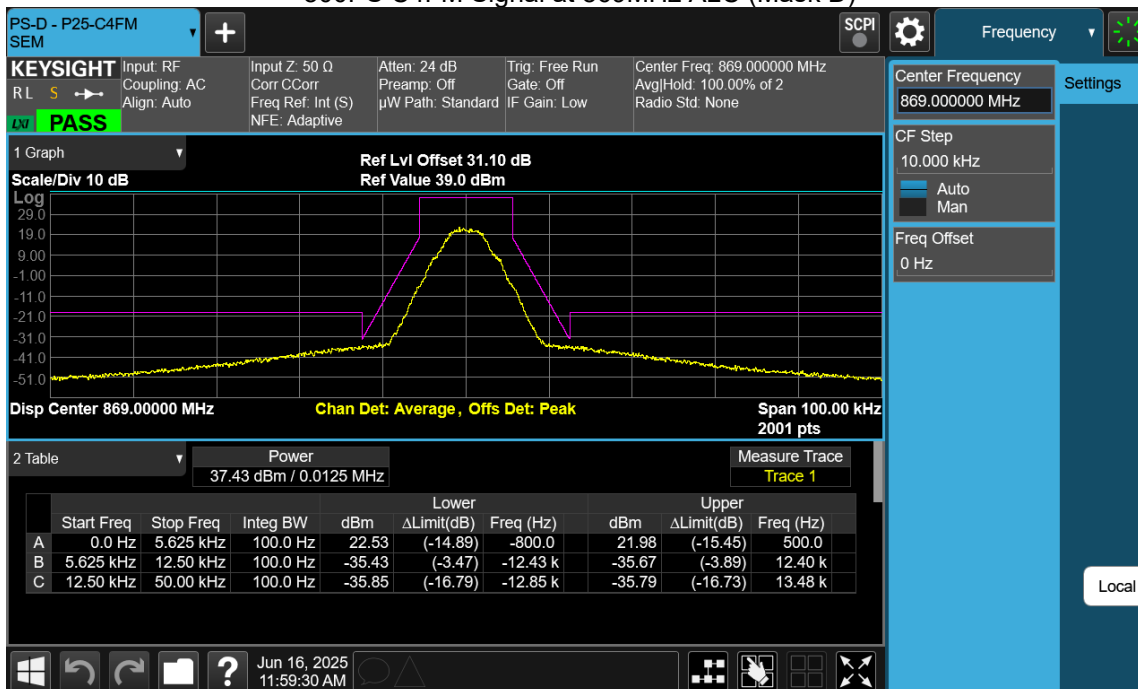 PS-D - P25-C4FM
SEM
SCPI
Frequency
KEYSIGHT
R L S
LXI PASS
Input: RF
Coupling: AC
Align: Auto
Input Z: 50 Ω
Corr CCorr
Freq Ref: Int (S)
NFE: Adaptive
Atten: 24 dB
Preamp: Off
µW Path: Standard
Trig: Free Run
Gate: Off
IF Gain: Low
Center Freq: 869.000000 MHz
Avg|Hold: 100.00% of 2
Radio Std: None
Center Frequency
869.000000 MHz
Settings
CF Step
10.000 kHz
Auto
Man
Freq Offset
0 Hz
1 Graph
Scale/Div 10 dB
Ref Lvl Offset 31.10 dB
Ref Value 39.0 dBm
Log
29.0
19.0
9.00
-1.00
-11.0
-21.0
-31.0
-41.0
-51.0
Disp Center 869.00000 MHz
Chan Det: Average , Offs Det: Peak
Span 100.00 kHz
2001 pts
2 Table
Power
37.43 dBm / 0.0125 MHz
Measure Trace
Trace 1
Lower Upper
Start Freq Stop Freq Integ BW dBm ΔLimit(dB) Freq (Hz) dBm ΔLimit(dB) Freq (Hz)
A 0.0 Hz 5.625 kHz 100.0 Hz 22.53 (-14.89) -800.0 21.98 (-15.45) 500.0
B 5.625 kHz 12.50 kHz 100.0 Hz -35.43 (-3.47) -12.43 k -35.67 (-3.89) 12.40 k
C 12.50 kHz 50.00 kHz 100.0 Hz -35.85 (-16.79) -12.85 k -35.79 (-16.73) 13.48 k
Local
?
Jun 16, 2025
11:59:30 AM